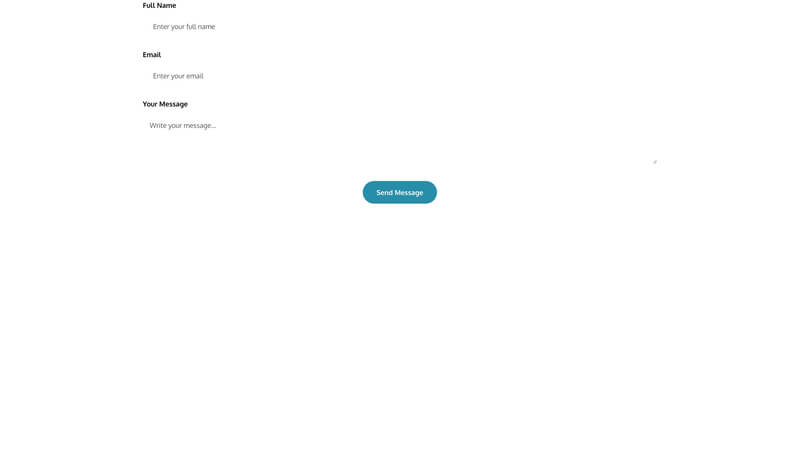 Full Name
Enter your full name
Email
Enter your email
Your Message
Write your message...
Send Message